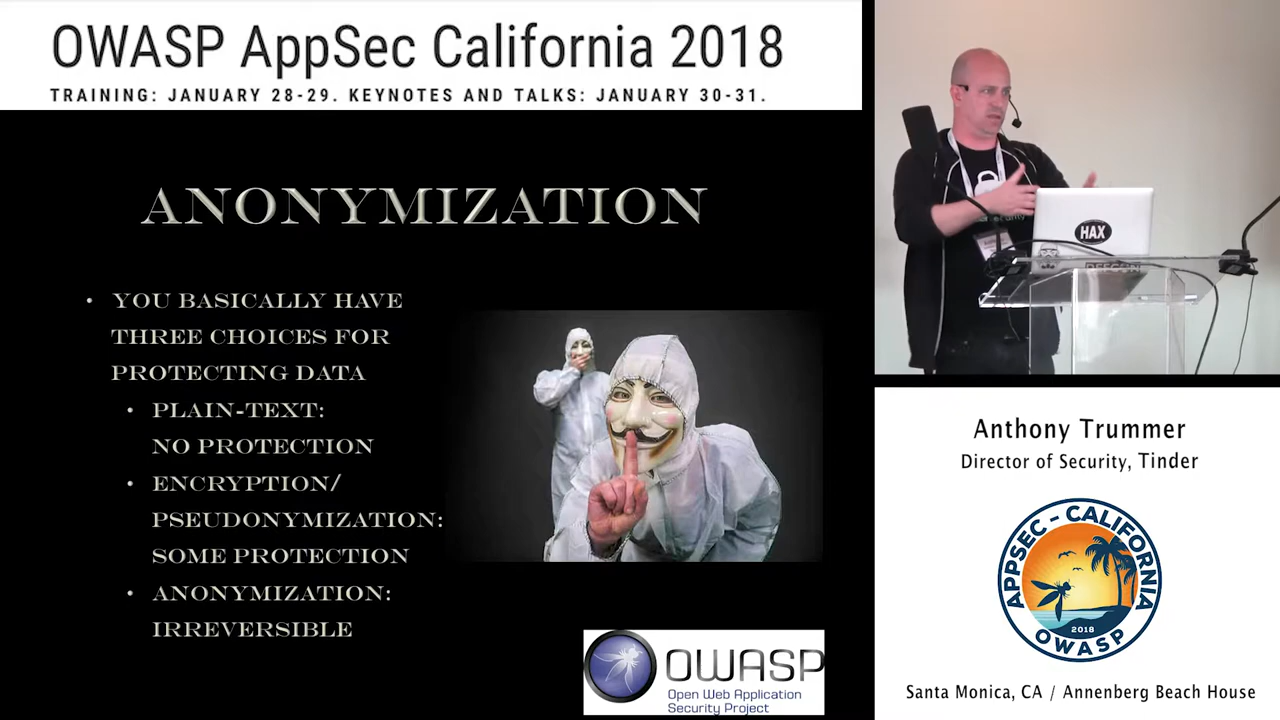 OWASP AppSec California 2018
TRAINING: JANUARY 28-29. KEYNOTES AND TALKS: JANUARY 30-31.
ANONYMIZATION
• YOU BASICALLY HAVE
THREE CHOICES FOR
PROTECTING DATA
• PLAIN-TEXT:
NO PROTECTION
• ENCRYPTION/
PSEUDONYMIZATION:
SOME PROTECTION
• ANONYMIZATION:
IRREVERSIBLE
OWASP
Open Web Application
Security Project
HAX
DEFCON
Anthony Trummer
Director of Security, Tinder
APPSEC - CALIFORNIA
2018
OWASP
Santa Monica, CA / Annenberg Beach House